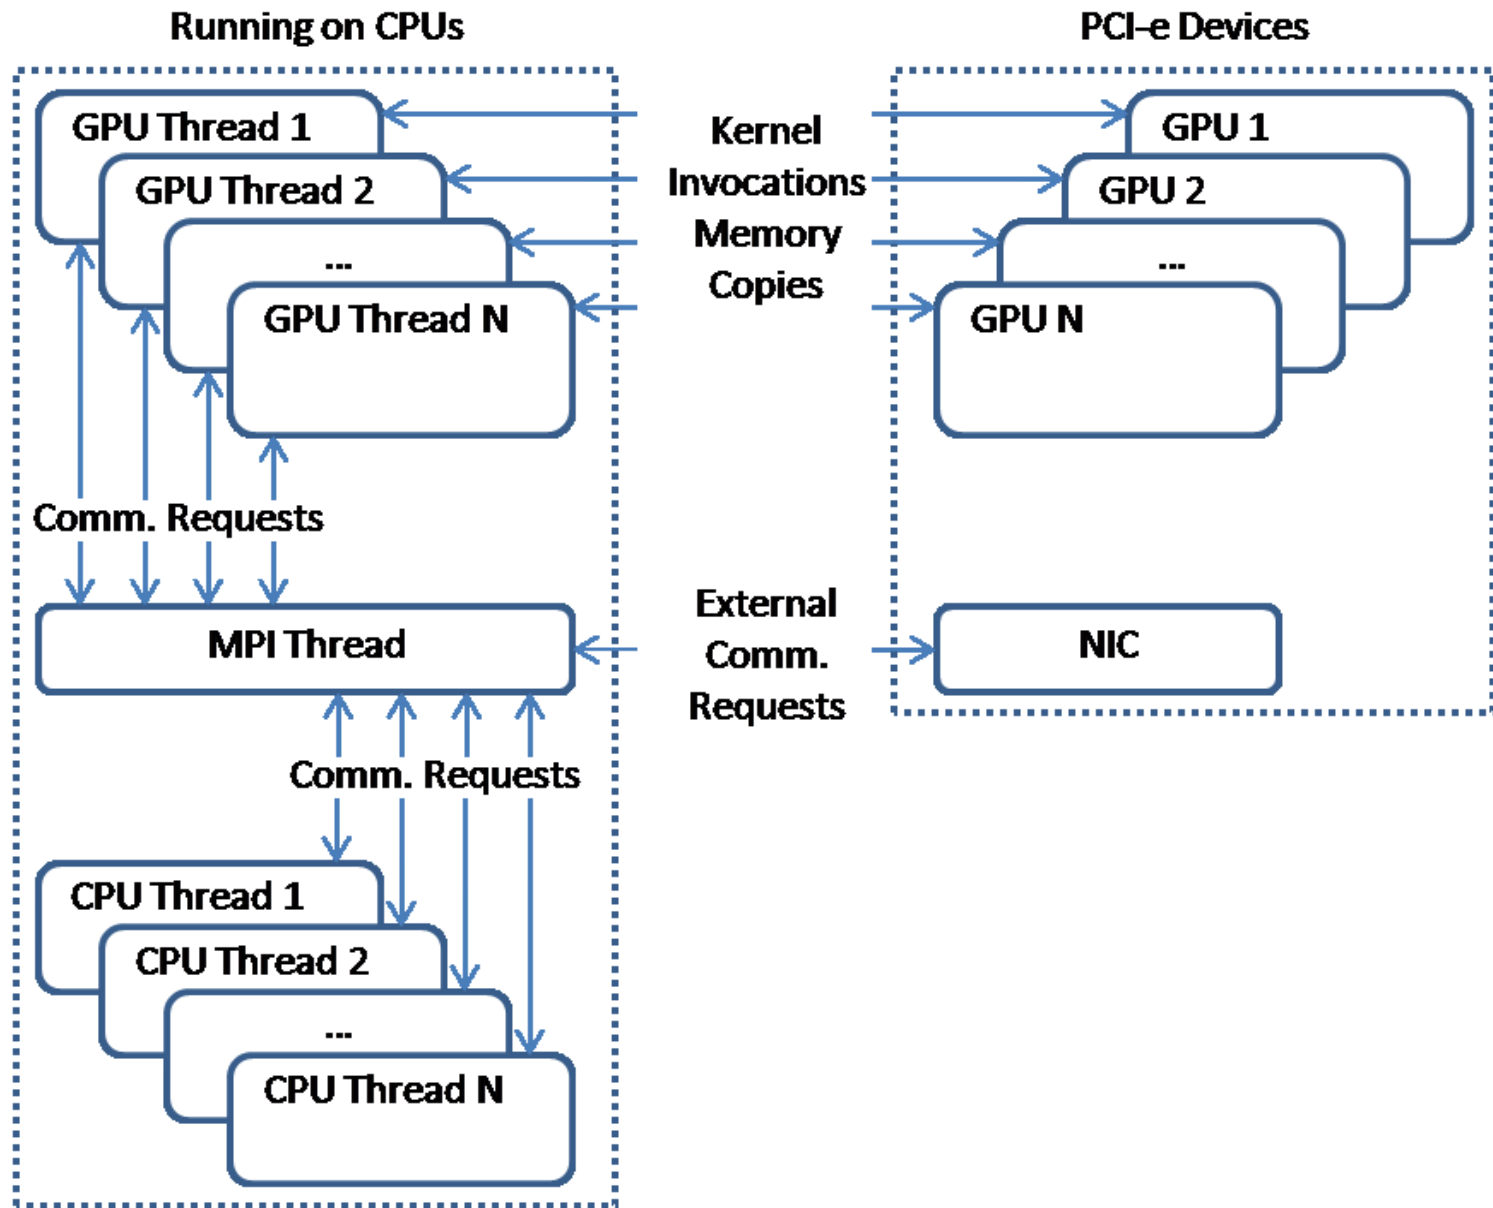 Running on CPUs
PCI-e Devices
GPU Thread 1
GPU Thread 2
...
GPU Thread N
Kernel
Invocations
Memory
Copies
GPU 1
GPU 2
...
GPU N
Comm. Requests
MPI Thread
External
Comm.
Requests
NIC
Comm. Requests
CPU Thread 1
CPU Thread 2
...
CPU Thread N